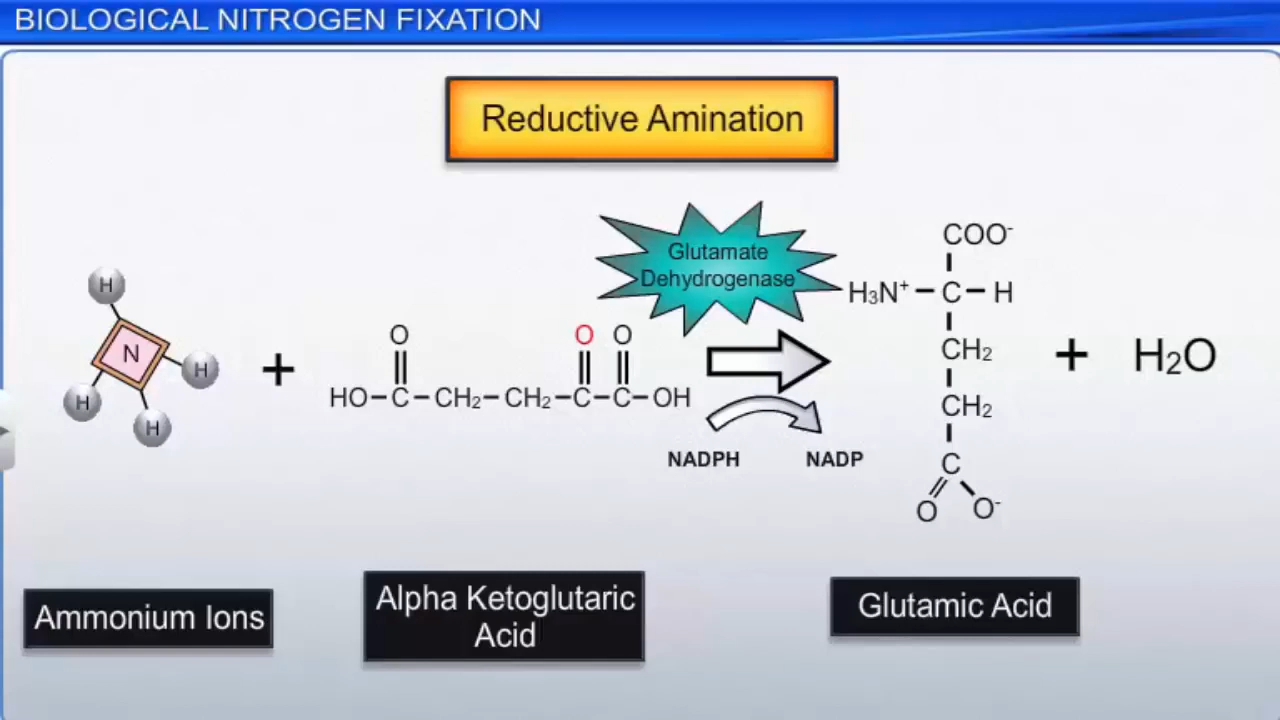 BIOLOGICAL NITROGEN FIXATION
Reductive Amination
Glutamate
Dehydrogenase
H
N
H
H
H
+
O
O
O
HO–C–CH₂–CH₂–C–C–OH
NADPH
NADP
COO⁻
H₃N⁺–C–H
CH₂
CH₂
C
O
O⁻
+
H₂O
Ammonium Ions
Alpha Ketoglutaric
Acid
Glutamic Acid